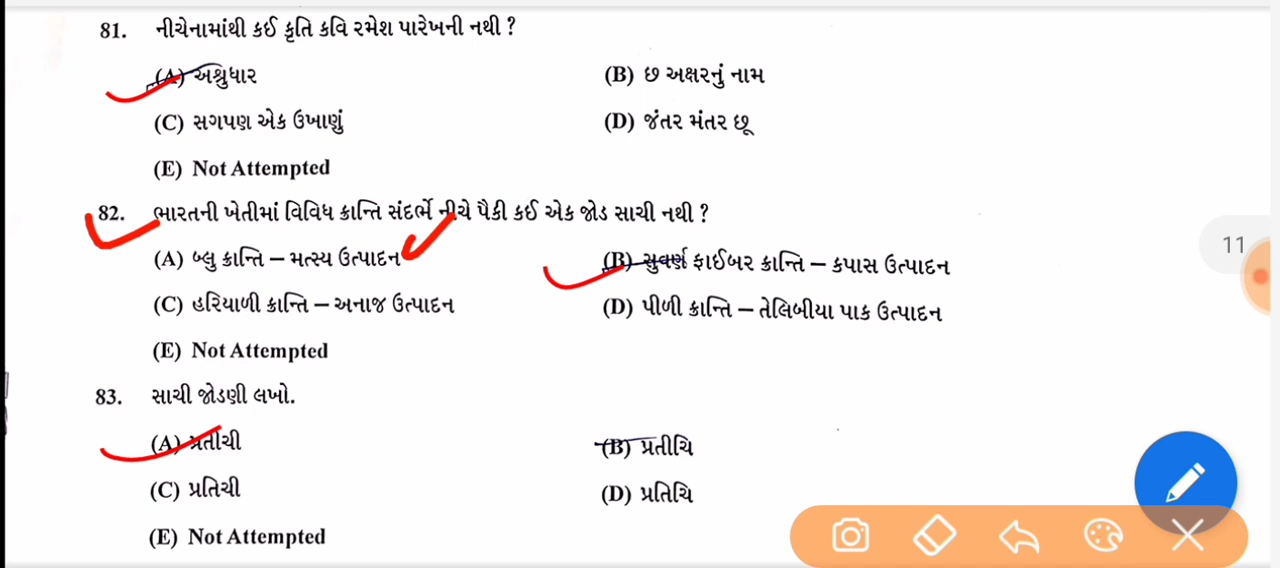 81. નીચેનામાંથી કઈ કૃતિ કવિ રમેશ પારેખની નથી ?
(A) અશ્રુધાર (B) છ અક્ષરનું નામ
(C) સગપણ એક ઉખાણું (D) જંતર મંતર છૂ
(E) Not Attempted
82. ભારતની ખેતીમાં વિવિધ ક્રાન્તિ સંદર્ભે નીચે પૈકી કઈ એક જોડ સાચી નથી ?
(A) બ્લુ ક્રાન્તિ – મત્સ્ય ઉત્પાદન (B) સુવર્ણ ફાઈબર ક્રાન્તિ – કપાસ ઉત્પાદન
(C) હરિયાળી ક્રાન્તિ – અનાજ ઉત્પાદન (D) પીળી ક્રાન્તિ – તેલિબીયા પાક ઉત્પાદન
(E) Not Attempted
11
83. સાચી જોડણી લખો.
(A) પ્રતીચી (B) પ્રતીચિ
(C) પ્રતિચી (D) પ્રતિચિ
(E) Not Attempted